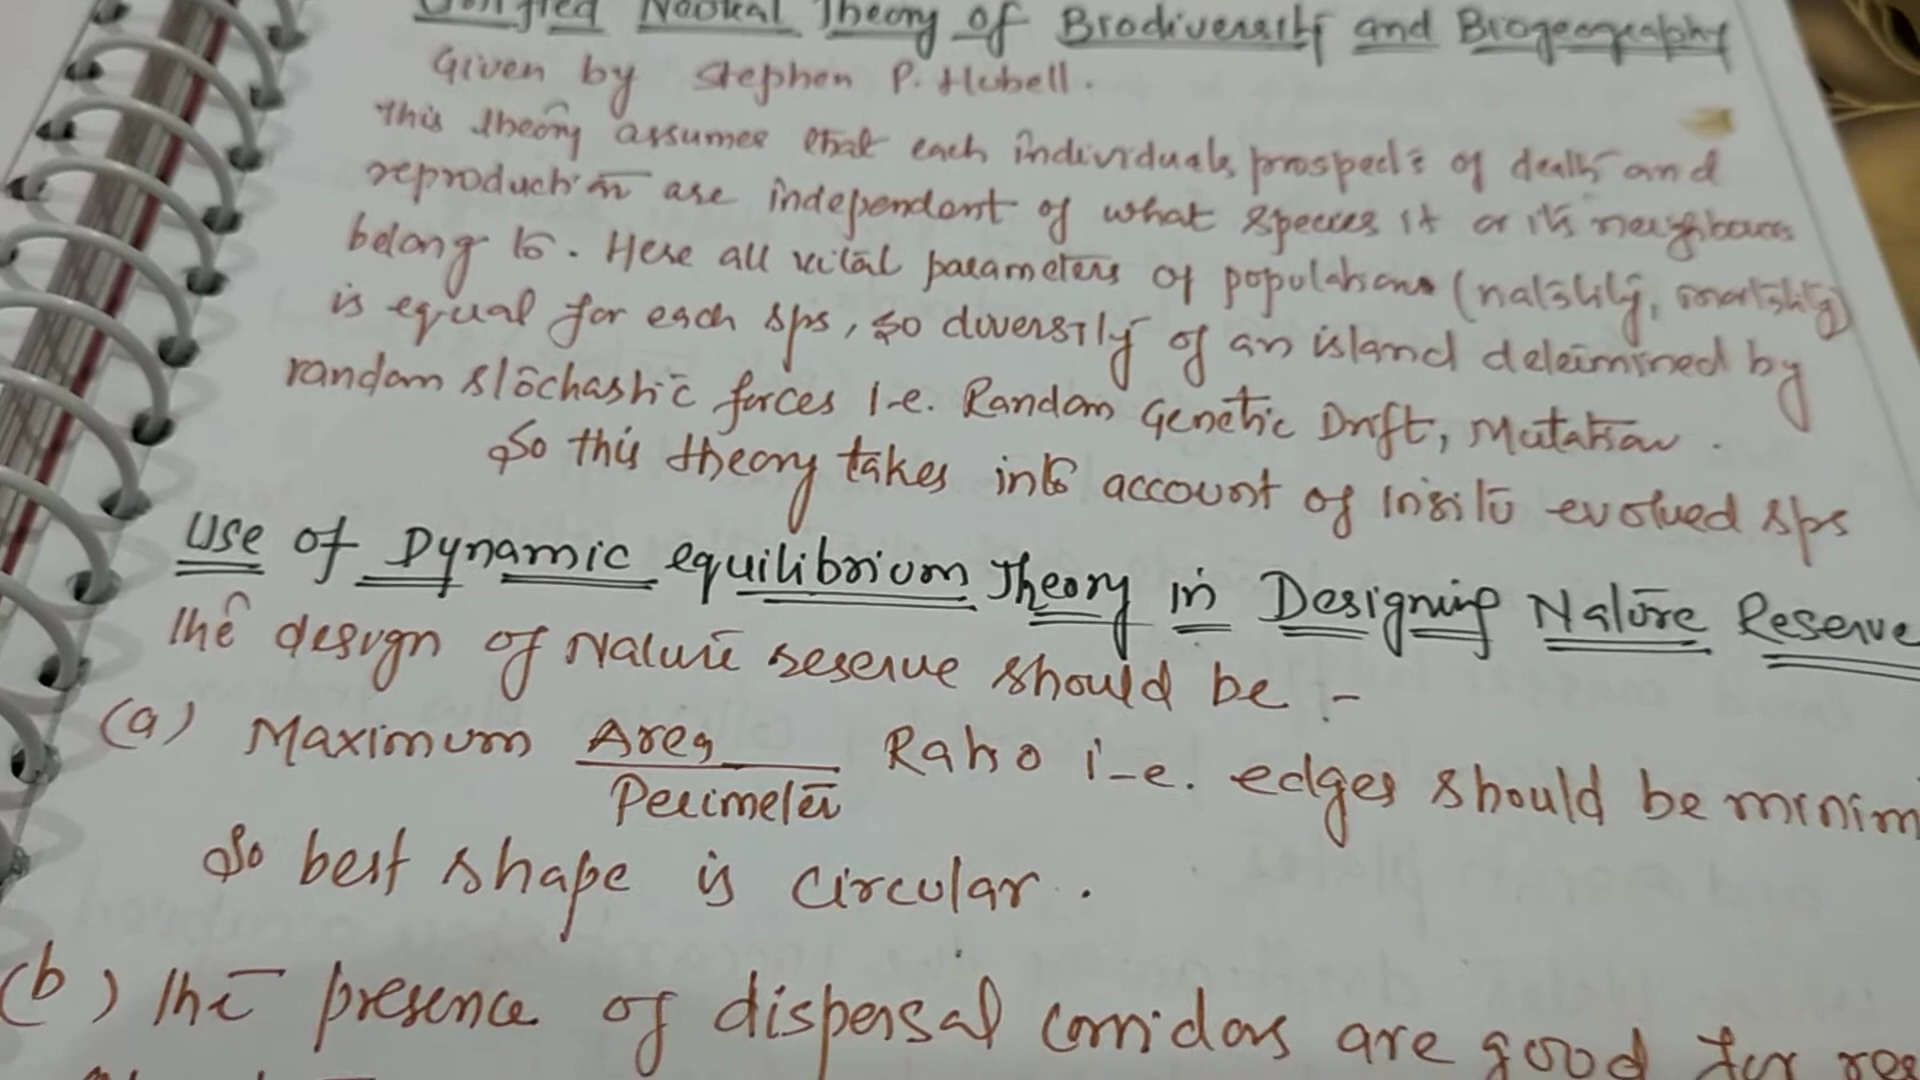 Unified Neutral Theory of Biodiversity and Biogeography
Given by Stephen P. Hubell.
This theory assumes that each individuals prospects of death and
reproduction are independent of what species it or its neighbours
belong to. Here all vital parameters of populations (natality, mortality)
is equal for each sps, so diversity of an island determined by
random stochastic forces i.e. Random Genetic Drift, Mutation.
So this theory takes into account of insitu evolved sps
Use of Dynamic equilibrium Theory in Designing Nature Reserve
The design of Nature reserve should be :-
(a) Maximum Area/Perimeter Ratio i.e. edges should be minim
So best shape is circular.
(b) The presence of dispersal corridors are good for res